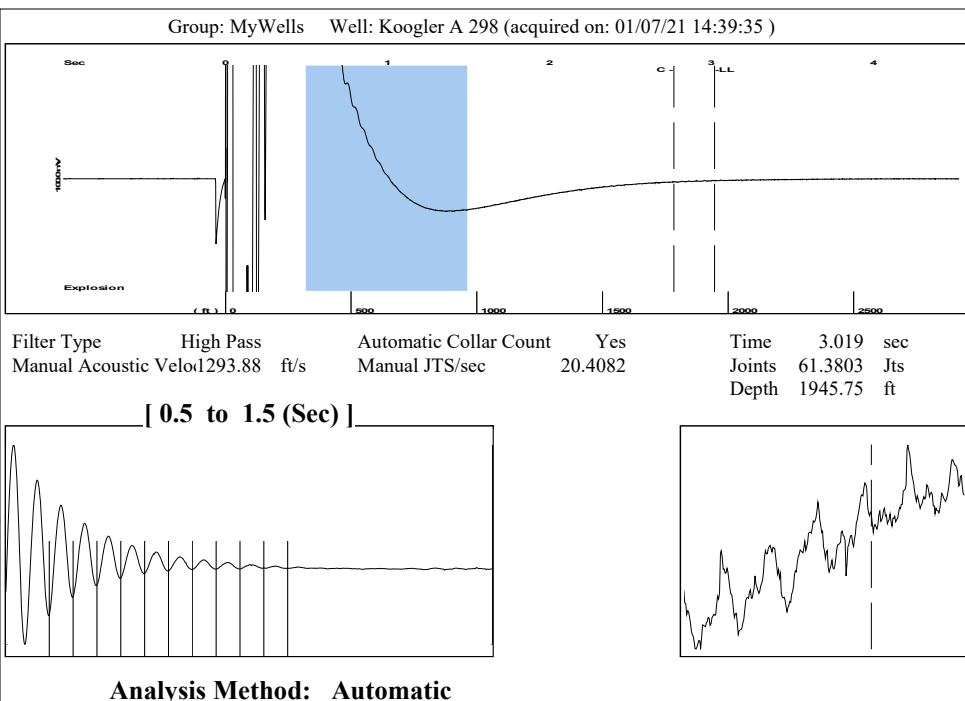 Group: MyWells Well: Koogler A 298 (acquired on: 01/07/21 14:39:35 )
Sec 0 1 2 3 4
C LL
Explosion
( ft ) 0 500 1000 1500 2000 2500
Filter Type High Pass Automatic Collar Count Yes Time 3.019 sec
Manual Acoustic Velo 1293.88 ft/s Manual JTS/sec 20.4082 Joints 61.3803 Jts
Depth 1945.75 ft
[ 0.5 to 1.5 (Sec) ]
Analysis Method: Automatic